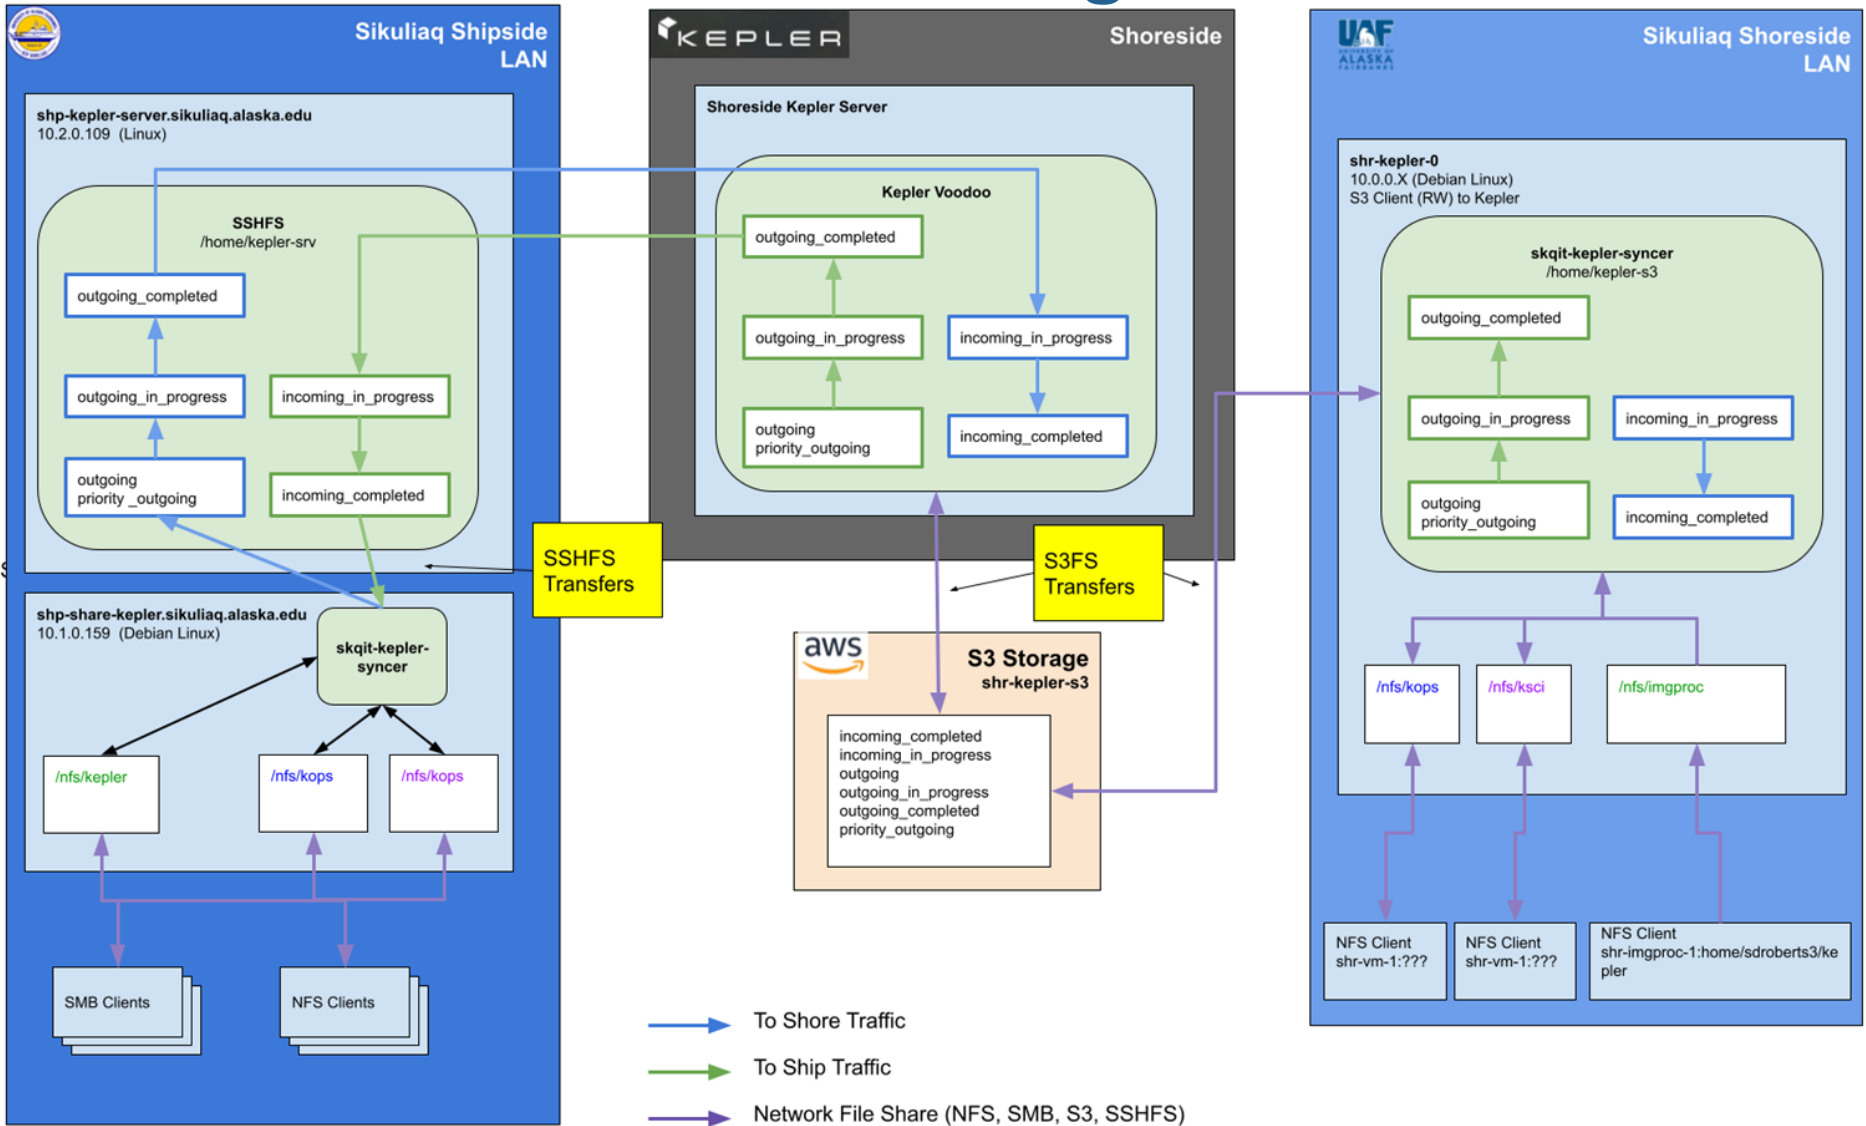 Sikuliaq Shipside
LAN
shp-kepler-server.sikuliaq.alaska.edu
10.2.0.109 (Linux)
SSHFS
/home/kepler-srv
outgoing_completed
outgoing_in_progress
incoming_in_progress
outgoing
priority _outgoing
incoming_completed
SSHFS
Transfers
shp-share-kepler.sikuliaq.alaska.edu
10.1.0.159 (Debian Linux)
skqit-kepler-
syncer
/nfs/kepler
/nfs/kops
/nfs/kops
SMB Clients
NFS Clients
KEPLER
Shoreside
Shoreside Kepler Server
Kepler Voodoo
outgoing_completed
outgoing_in_progress
incoming_in_progress
outgoing
priority_outgoing
incoming_completed
S3FS
Transfers
aws
S3 Storage
shr-kepler-s3
incoming_completed
incoming_in_progress
outgoing
outgoing_in_progress
outgoing_completed
priority_outgoing
To Shore Traffic
To Ship Traffic
Network File Share (NFS, SMB, S3, SSHFS)
UAF
UNIVERSITY OF
ALASKA
FAIRBANKS
Sikuliaq Shoreside
LAN
shr-kepler-0
10.0.0.X (Debian Linux)
S3 Client (RW) to Kepler
skqit-kepler-syncer
/home/kepler-s3
outgoing_completed
outgoing_in_progress
incoming_in_progress
outgoing
priority_outgoing
incoming_completed
/nfs/kops
/nfs/ksci
/nfs/imgproc
NFS Client
shr-vm-1:???
NFS Client
shr-vm-1:???
NFS Client
shr-imgproc-1:home/sdroberts3/ke
pler